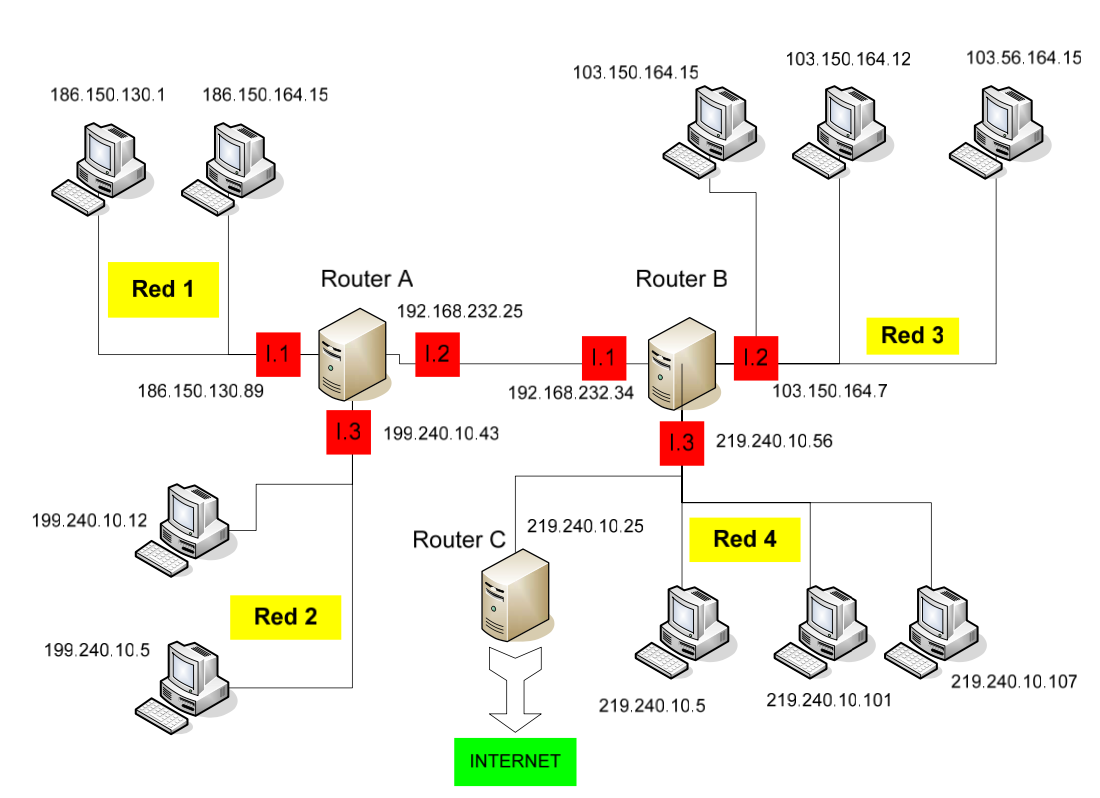 103.150.164.15
103.150.164.12
103.56.164.15
186.150.130.1
186.150.164.15
Red 1
Router A
192.168.232.25
Router B
Red 3
I.1
I.2
I.1
I.2
186.150.130.89
192.168.232.34
103.150.164.7
I.3
199.240.10.43
I.3
219.240.10.56
199.240.10.12
Router C
219.240.10.25
Red 4
Red 2
199.240.10.5
219.240.10.5
219.240.10.101
219.240.10.107
INTERNET